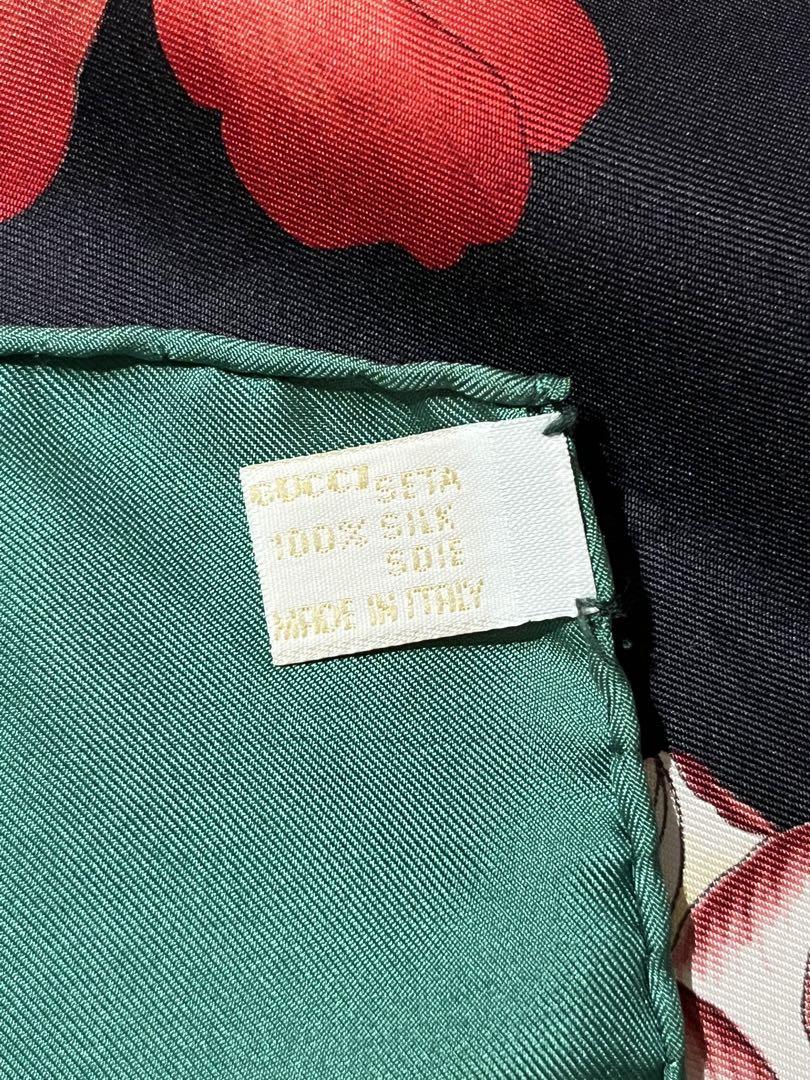 GUCCI SETA
100% SILK
SOIE
MADE IN ITALY